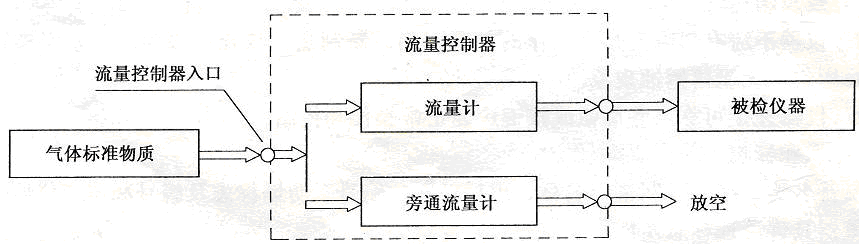 流量控制器
流量控制器入口
流量计
被检仪器
气体标准物质
旁通流量计
放空